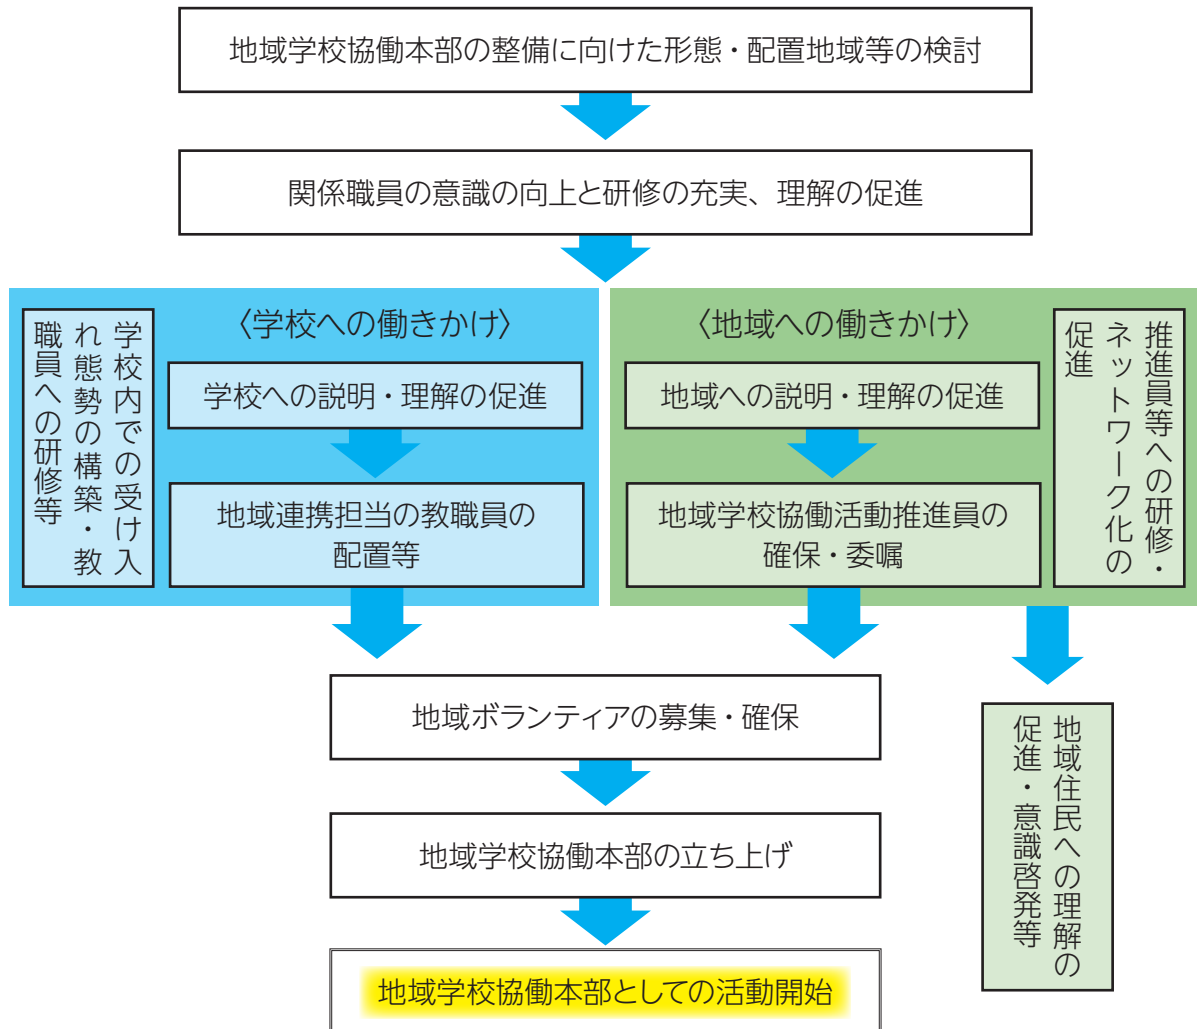 地域学校協働本部の整備に向けた形態・配置地域等の検討
関係職員の意識の向上と研修の充実、理解の促進
〈学校への働きかけ〉
学校内での受け入
れ態勢の構築・教
職員への研修等
学校への説明・理解の促進
地域連携担当の教職員の
配置等
〈地域への働きかけ〉
地域への説明・理解の促進
地域学校協働活動推進員の
確保・委嘱
推進員等への研修・
ネットワーク化の
促進
地域ボランティアの募集・確保
地域学校協働本部の立ち上げ
地域学校協働本部としての活動開始
地域住民への理解の
促進・意識啓発等